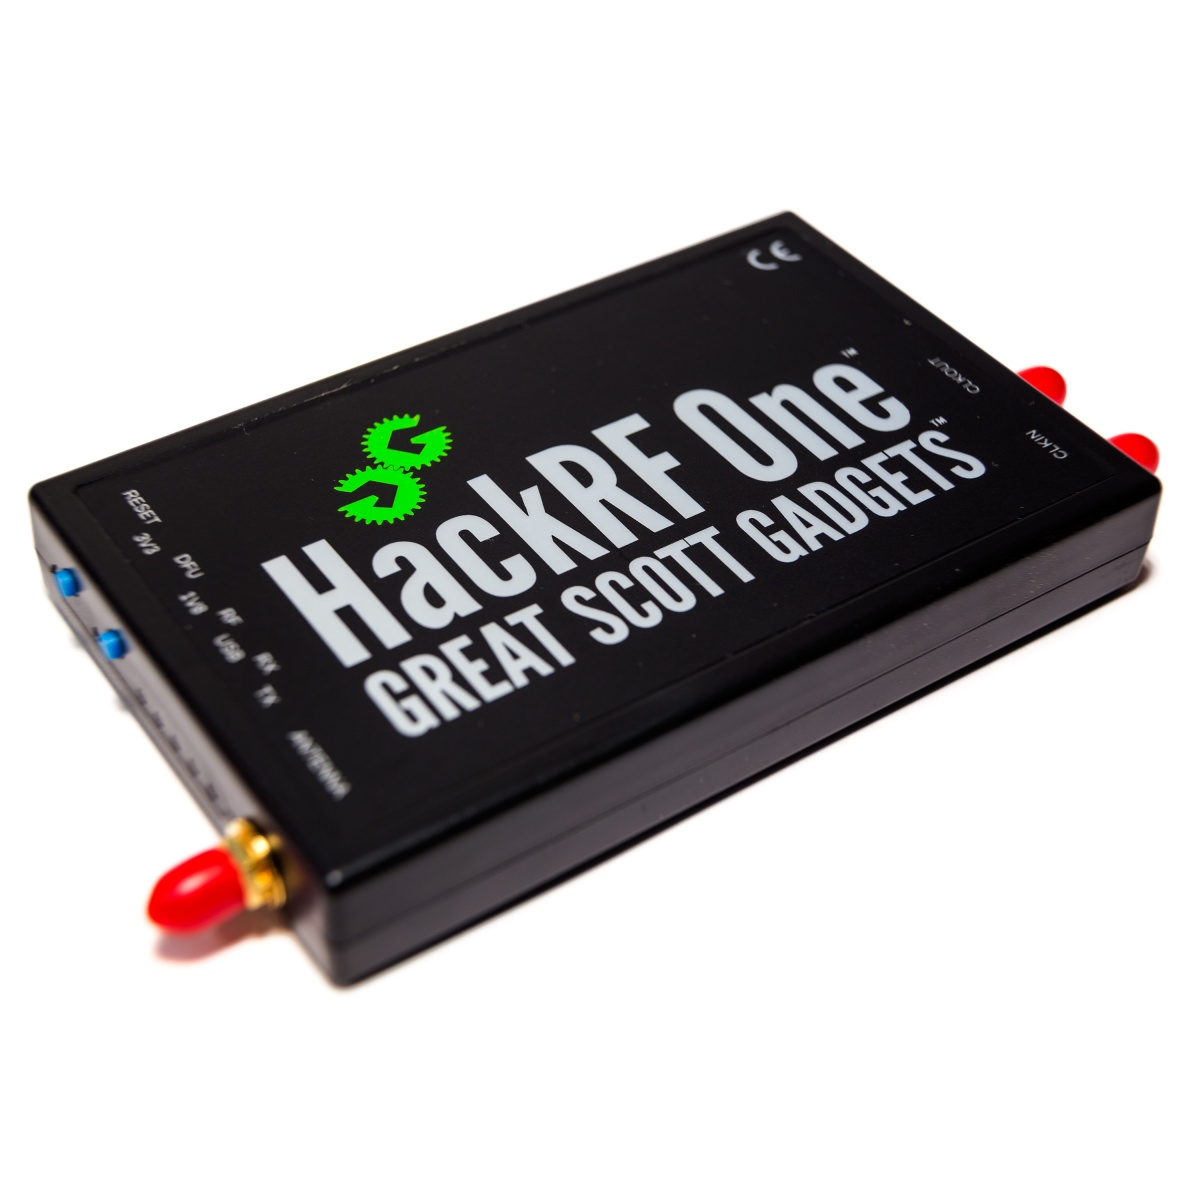 CE
CLKOUT
CLKIN
HackRF One™
GREAT SCOTT GADGETS™
RESET
3V3
DFU
1V8
RF
USB
RX
TX
ANTENNA